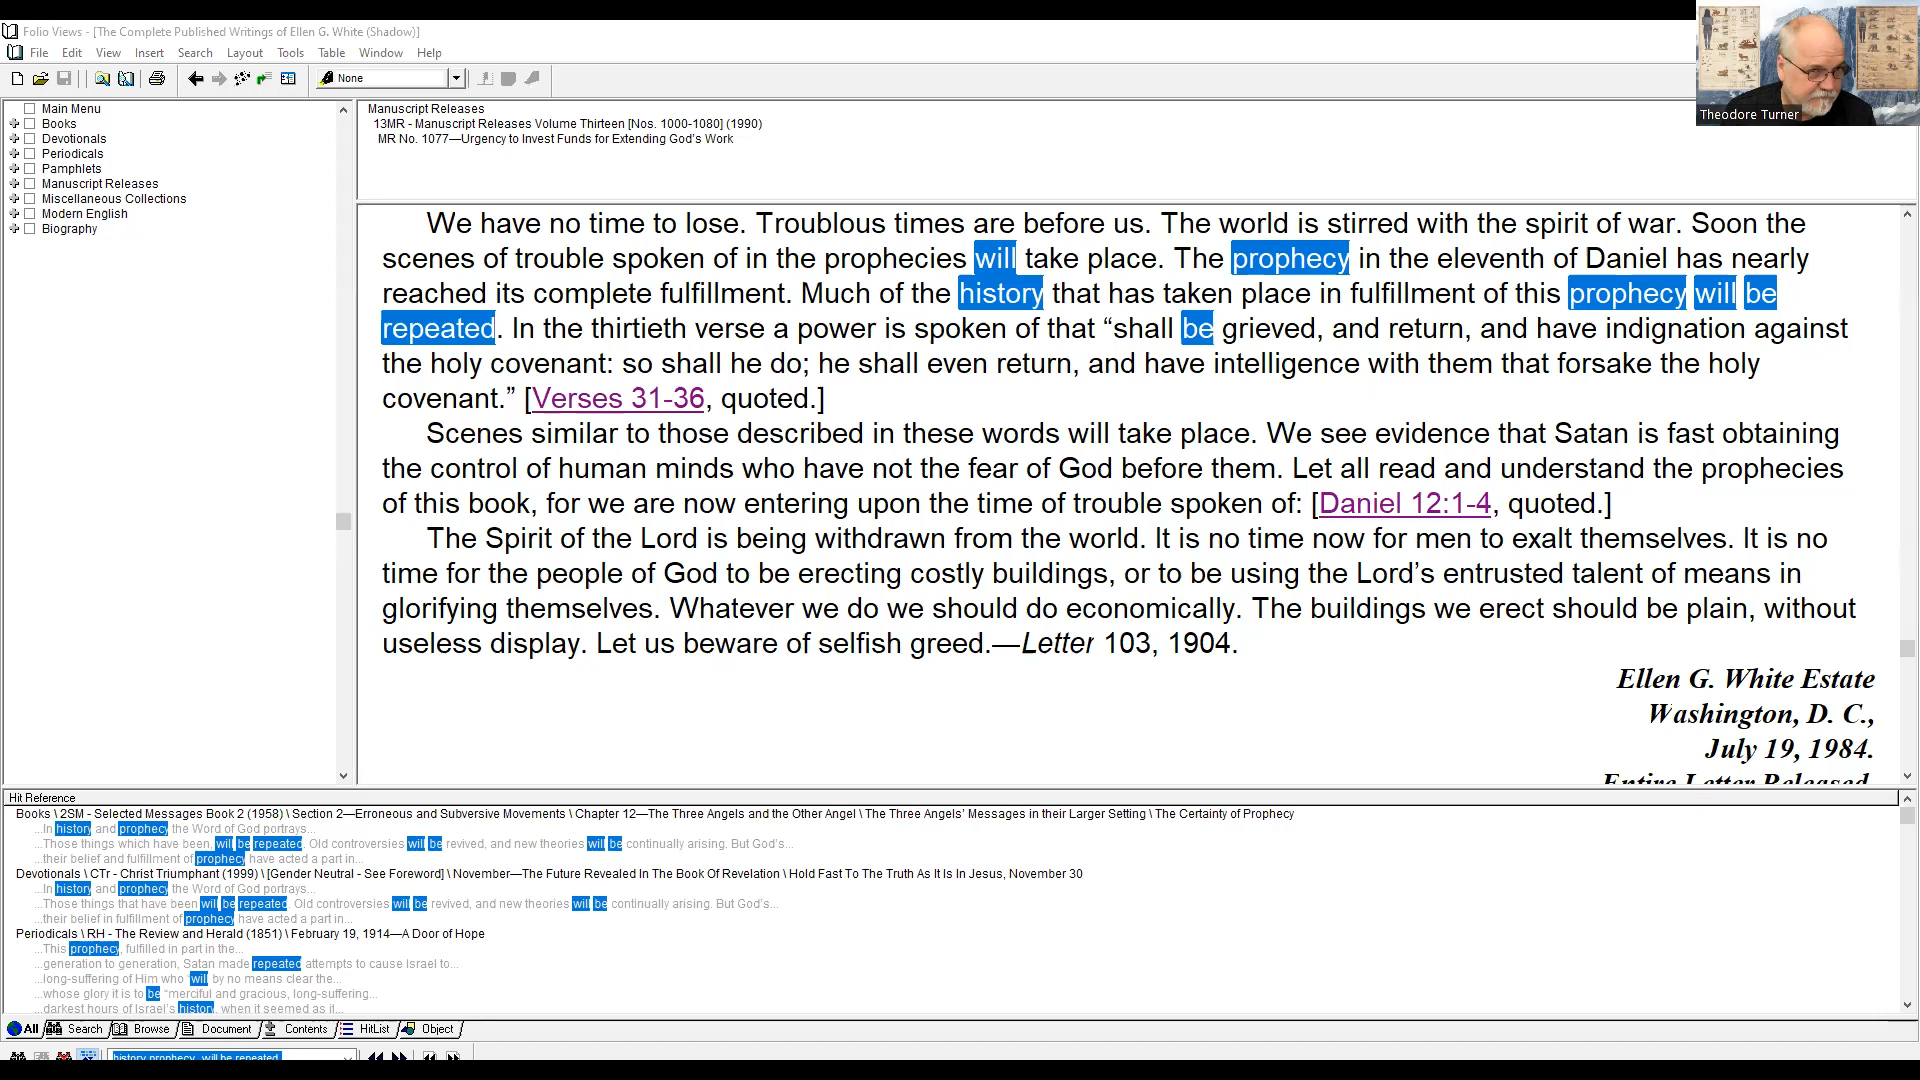 Folio Views - [The Complete Published Writings of Ellen G. White (Shadow)]
File Edit View Insert Search Layout Tools Table Window Help
None
Main Menu
Books
Devotionals
Periodicals
Pamphlets
Manuscript Releases
Miscellaneous Collections
Modern English
Biography
Manuscript Releases
13MR - Manuscript Releases Volume Thirteen [Nos. 1000-1080] (1990)
MR No. 1077—Urgency to Invest Funds for Extending God's Work
Theodore Turner
We have no time to lose. Troublous times are before us. The world is stirred with the spirit of war. Soon the
scenes of trouble spoken of in the prophecies will take place. The prophecy in the eleventh of Daniel has nearly
reached its complete fulfillment. Much of the history that has taken place in fulfillment of this prophecy will be
repeated. In the thirtieth verse a power is spoken of that “shall be grieved, and return, and have indignation against
the holy covenant: so shall he do; he shall even return, and have intelligence with them that forsake the holy
covenant.” [Verses 31-36, quoted.]
Scenes similar to those described in these words will take place. We see evidence that Satan is fast obtaining
the control of human minds who have not the fear of God before them. Let all read and understand the prophecies
of this book, for we are now entering upon the time of trouble spoken of: [Daniel 12:1-4, quoted.]
The Spirit of the Lord is being withdrawn from the world. It is no time now for men to exalt themselves. It is no
time for the people of God to be erecting costly buildings, or to be using the Lord’s entrusted talent of means in
glorifying themselves. Whatever we do we should do economically. The buildings we erect should be plain, without
useless display. Let us beware of selfish greed.—Letter 103, 1904.
Ellen G. White Estate
Washington, D. C.,
July 19, 1984.
Entire Letter Released.
Hit Reference
Books \ 2SM - Selected Messages Book 2 (1958) \ Section 2—Erroneous and Subversive Movements \ Chapter 12—The Three Angels and the Other Angel \ The Three Angels’ Messages in their Larger Setting \ The Certainty of Prophecy
...In history and prophecy the Word of God portrays...
...Those things which have been, will be repeated. Old controversies will be revived, and new theories will be continually arising. But God's...
...their belief and fulfillment of prophecy have acted a part in...
Devotionals \ CTr - Christ Triumphant (1999) \ [Gender Neutral - See Foreword] \ November—The Future Revealed In The Book Of Revelation \ Hold Fast To The Truth As It Is In Jesus, November 30
...In history and prophecy the Word of God portrays...
...Those things that have been will be repeated. Old controversies will be revived, and new theories will be continually arising. But God's...
...their belief in fulfillment of prophecy have acted a part in...
Periodicals \ RH - The Review and Herald (1851) \ February 19, 1914—A Door of Hope
...This prophecy, fulfilled in part in the...
...generation to generation, Satan made repeated attempts to cause Israel to...
...long-suffering of Him who “will by no means clear the...
...whose glory it is to be “merciful and gracious, long-suffering...
...darkest hours of Israel's history, when it seemed as if...
All Search Browse Document Contents HitList Object
history prophecy will be repeated